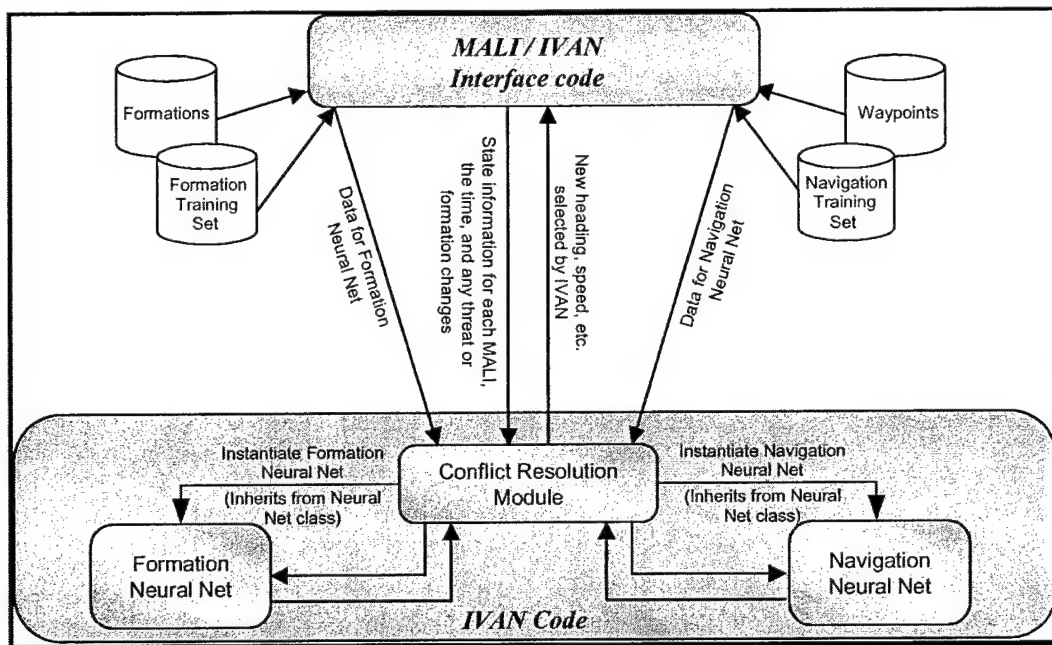 MALI / IVAN
Interface code
Formations
Formation
Training
Set
Waypoints
Navigation
Training
Set
Data for Formation
Neural Net
State information for each MALI,
the time, and any threat or
formation changes
New heading, speed, etc.
selected by IVAN
Data for Navigation
Neural Net
Instantiate Formation
Neural Net
(Inherits from Neural
Net class)
Conflict Resolution
Module
Instantiate Navigation
Neural Net
(Inherits from Neural
Net class)
Formation
Neural Net
Navigation
Neural Net
IVAN Code